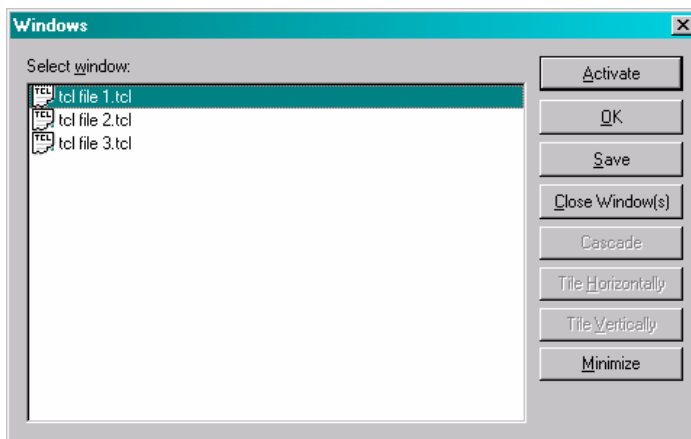 Windows
Select window:
tcl file 1.tcl
tcl file 2.tcl
tcl file 3.tcl
Activate
OK
Save
Close Window(s)
Cascade
Tile Horizontally
Tile Vertically
Minimize